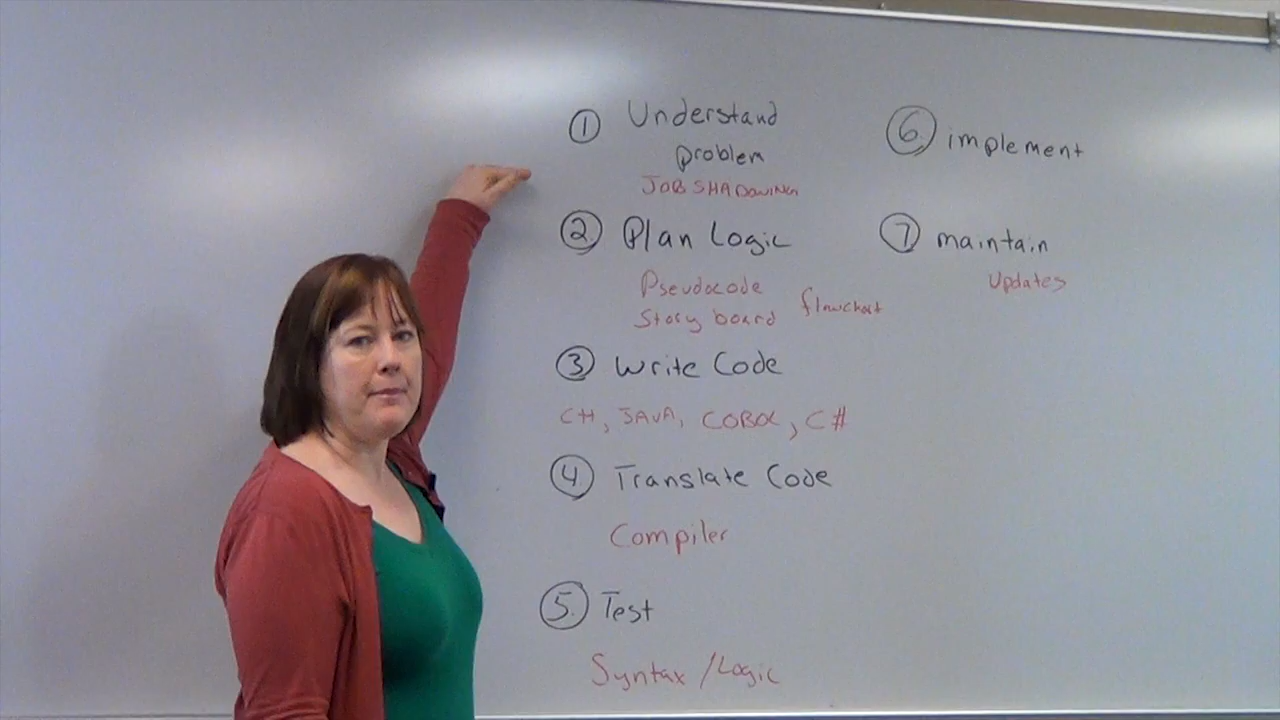 ① Understand
problem
JOB SHADOWING
② Plan Logic
Pseudocode
Story board flowchart
③ Write Code
JAVA, COBOL, C#
④ Translate Code
Compiler
⑤. Test
Syntax / Logic
⑥. implement
⑦ maintain
Updates